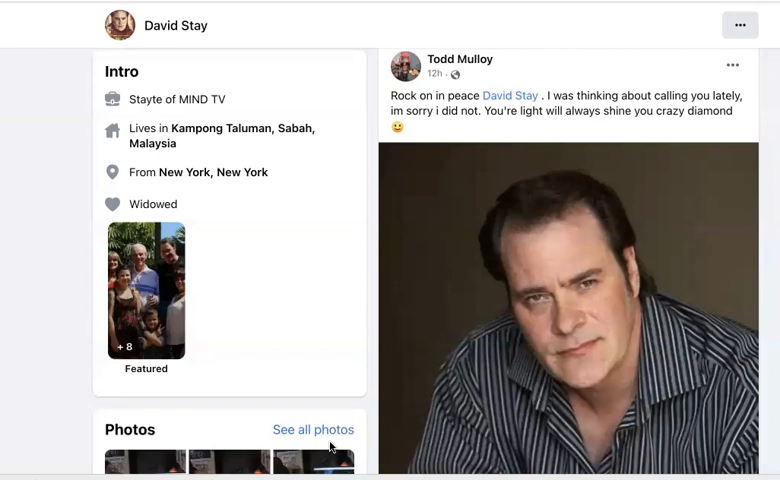 David Stay
Intro
Stayte of MIND TV
Lives in Kampong Taluman, Sabah,
Malaysia
From New York, New York
Widowed
+ 8
Featured
Photos
See all photos
Todd Mulloy
12h ·
Rock on in peace David Stay . I was thinking about calling you lately,
im sorry i did not. You're light will always shine you crazy diamond